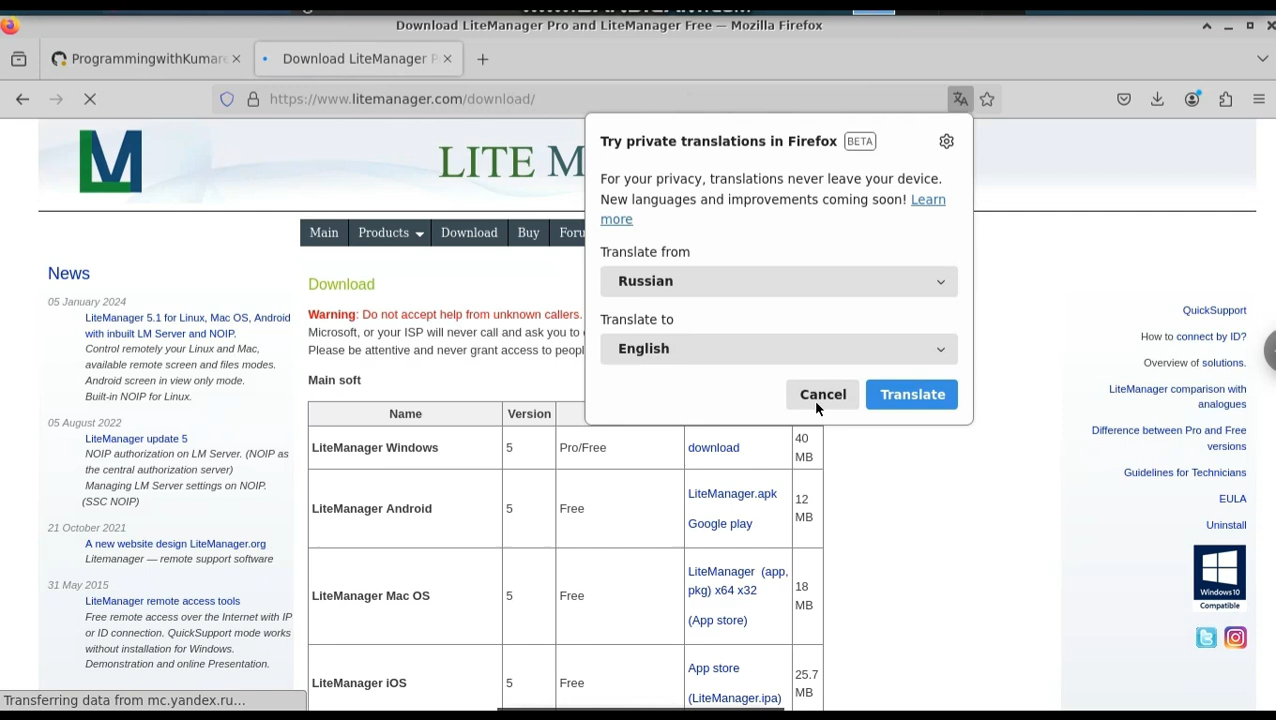 Download LiteManager Pro and LiteManager Free — Mozilla Firefox
ProgrammingwithKumar
Download LiteManager P
https://www.litemanager.com/download/
Try private translations in Firefox BETA
For your privacy, translations never leave your device.
New languages and improvements coming soon! Learn
more
Translate from
Russian
Translate to
English
Cancel Translate
LITE M
Main Products Download Buy Foru
News
05 January 2024
LiteManager 5.1 for Linux, Mac OS, Android
with inbuilt LM Server and NOIP.
Control remotely your Linux and Mac,
available remote screen and files modes.
Android screen in view only mode.
Built-in NOIP for Linux.
05 August 2022
LiteManager update 5
NOIP authorization on LM Server. (NOIP as
the central authorization server)
Managing LM Server settings on NOIP.
(SSC NOIP)
21 October 2021
A new website design LiteManager.org
Litemanager — remote support software
31 May 2015
LiteManager remote access tools
Free remote access over the Internet with IP
or ID connection. QuickSupport mode works
without installation for Windows.
Demonstration and online Presentation.
Download
Warning: Do not accept help from unknown callers.
Microsoft, or your ISP will never call and ask you to
Please be attentive and never grant access to peopl
Main soft
Name Version
LiteManager Windows 5 Pro/Free download 40 MB
LiteManager Android 5 Free LiteManager.apk 12 MB
Google play
LiteManager Mac OS 5 Free LiteManager (app, pkg) x64 x32 18 MB
(App store)
LiteManager iOS 5 Free App store 25.7 MB
(LiteManager.ipa)
QuickSupport
How to connect by ID?
Overview of solutions.
LiteManager comparison with
analogues
Difference between Pro and Free
versions
Guidelines for Technicians
EULA
Uninstall
Windows 10
Compatible
Transferring data from mc.yandex.ru...